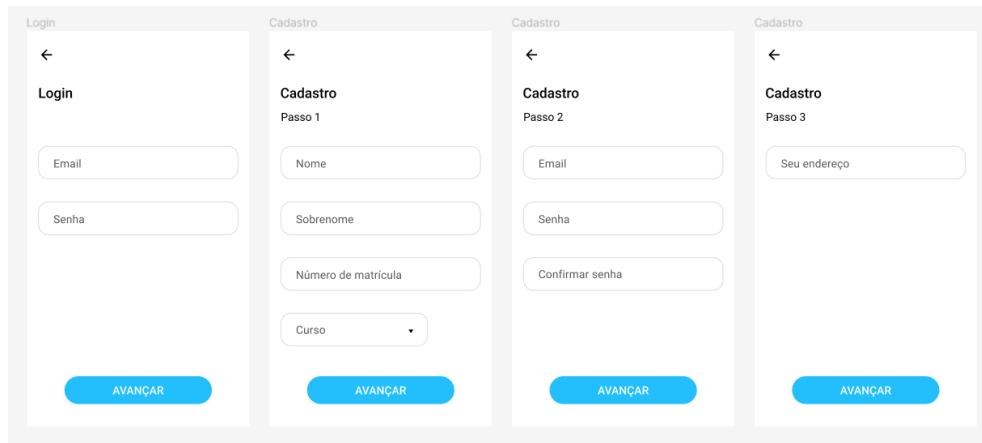 Login
Login
Email
Senha
AVANÇAR
Cadastro
Cadastro
Passo 1
Nome
Sobrenome
Número de matrícula
Curso
AVANÇAR
Cadastro
Cadastro
Passo 2
Email
Senha
Confirmar senha
AVANÇAR
Cadastro
Cadastro
Passo 3
Seu endereço
AVANÇAR